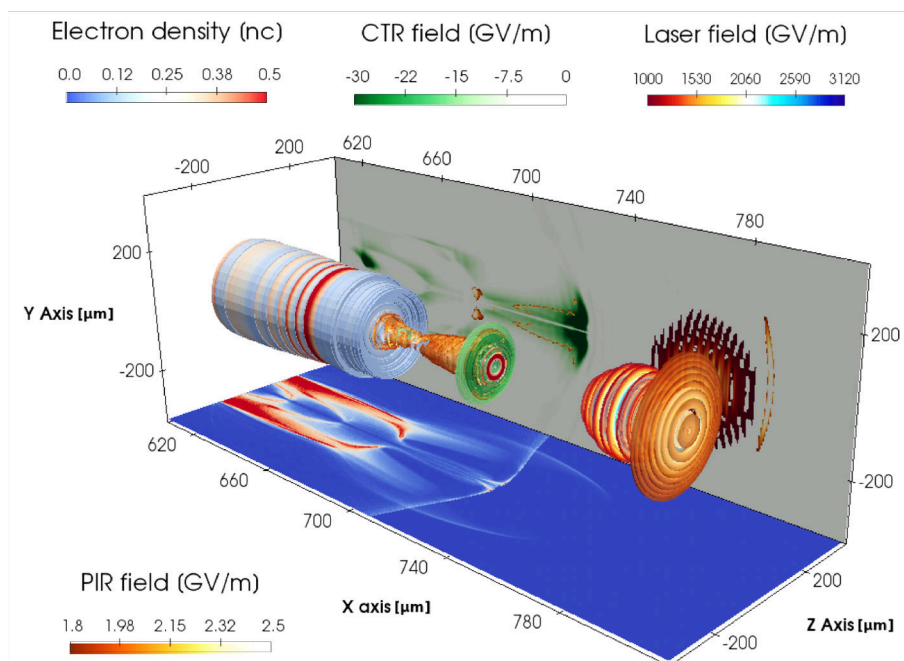 Electron density (nc)
0.0 0.12 0.25 0.38 0.5
CTR field (GV/m)
-30 -22 -15 -7.5 0
Laser field (GV/m)
1000 1530 2060 2590 3120
-200 200
620 660 700 740 780
200
Y Axis [µm]
-200
200
-200
620 660 700 740 780
X axis [µm]
200
-200
Z Axis [µm]
PIR field (GV/m)
1.8 1.98 2.15 2.32 2.5